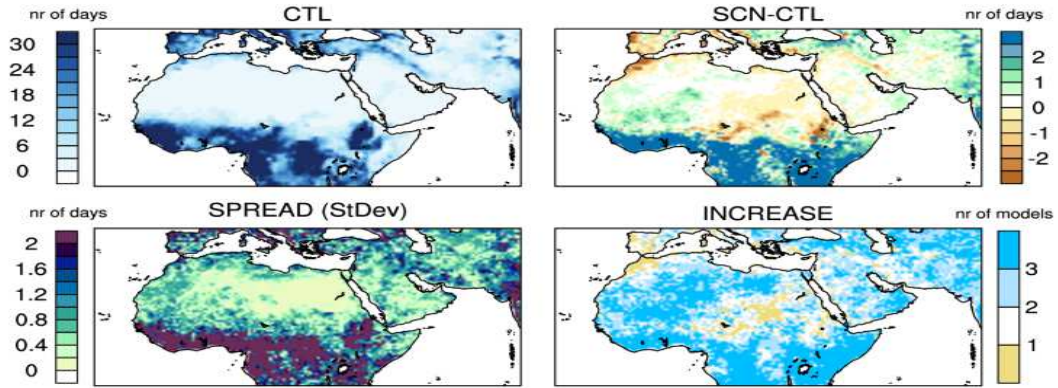 CTL
nr of days
30
24
18
12
6
0
SCN-CTL
nr of days
2
1
0
-1
-2
SPREAD (StDev)
nr of days
2
1.6
1.2
0.8
0.4
0
INCREASE
nr of models
3
2
1